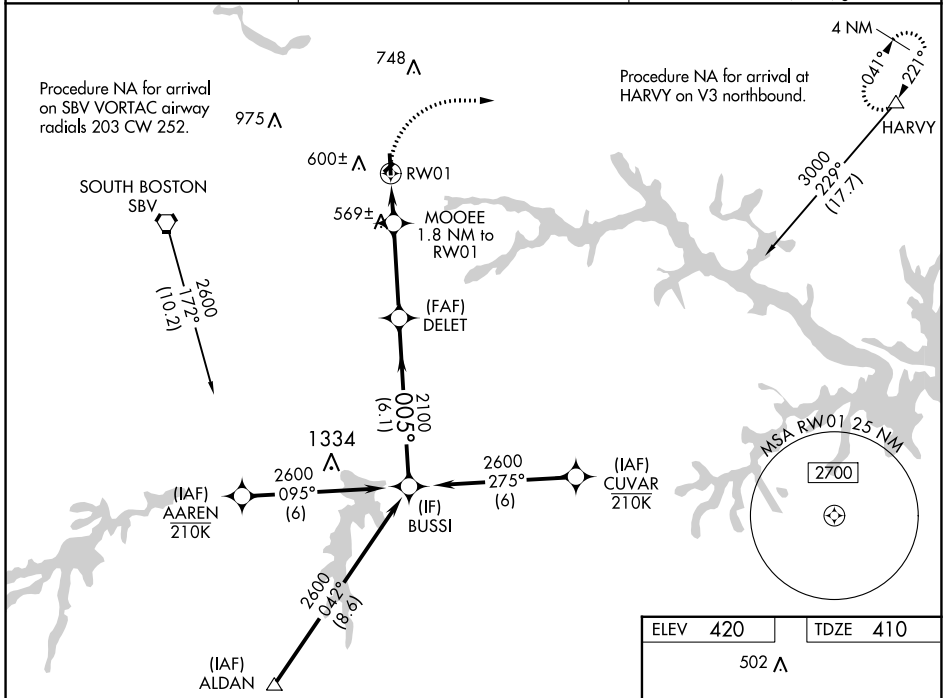 4 NM
041°
221°
HARVY
748
Procedure NA for arrival
on SBV VORTAC airway
radials 203 CW 252.
Procedure NA for arrival at
HARVY on V3 northbound.
975
600±
RW01
SOUTH BOSTON
SBV
3000
229°
(17.7)
569±
MOOEE
1.8 NM to
RW01
2600
172°
(10.2)
(FAF)
DELET
2100
005°
(6.1)
1334
MSA RW01 25 NM
2700
(IAF)
AAREN
210K
2600
095°
(6)
(IF)
BUSSI
2600
275°
(6)
(IAF)
CUVAR
210K
2600
042°
(8.6)
(IAF)
ALDAN
ELEV 420
TDZE 410
502